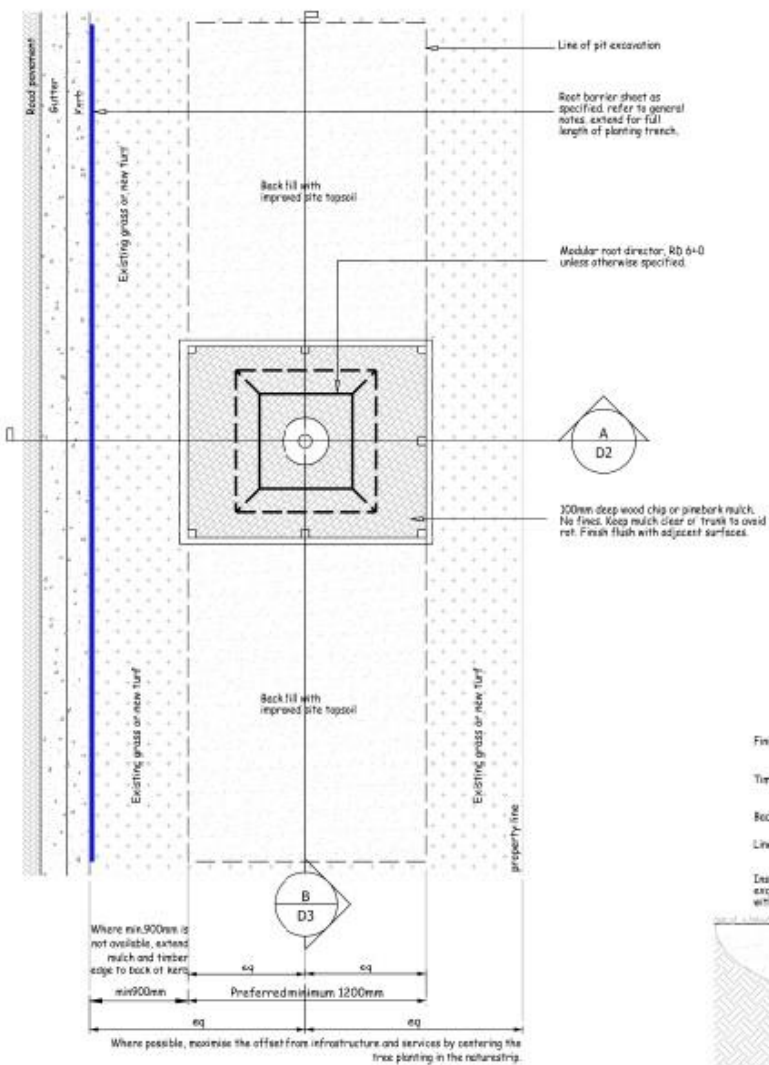 Line of pit excavation
Road pavement
Gutter
Kerb
Root barrier sheet as
specified. refer to general
notes. extend for full
length of planting trench.
Existing grass or new turf
Back fill with
improved site topsoil
Modular root director, RD 640
unless otherwise specified.
A
D2
100mm deep wood chip or pinebark mulch.
No fines. Keep mulch clear of trunk to avoid
rot. Finish flush with adjacent surfaces.
Existing grass or new turf
Back fill with
improved site topsoil
Existing grass or new turf
property line
B
D3
Where min.900mm is
not available, extend
mulch and timber
edge to back of kerb
eq
eq
min900mm
Preferred minimum 1200mm
eq
eq
Where possible, maximise the offset from infrastructure and services by centering the
tree planting in the naturestrip.